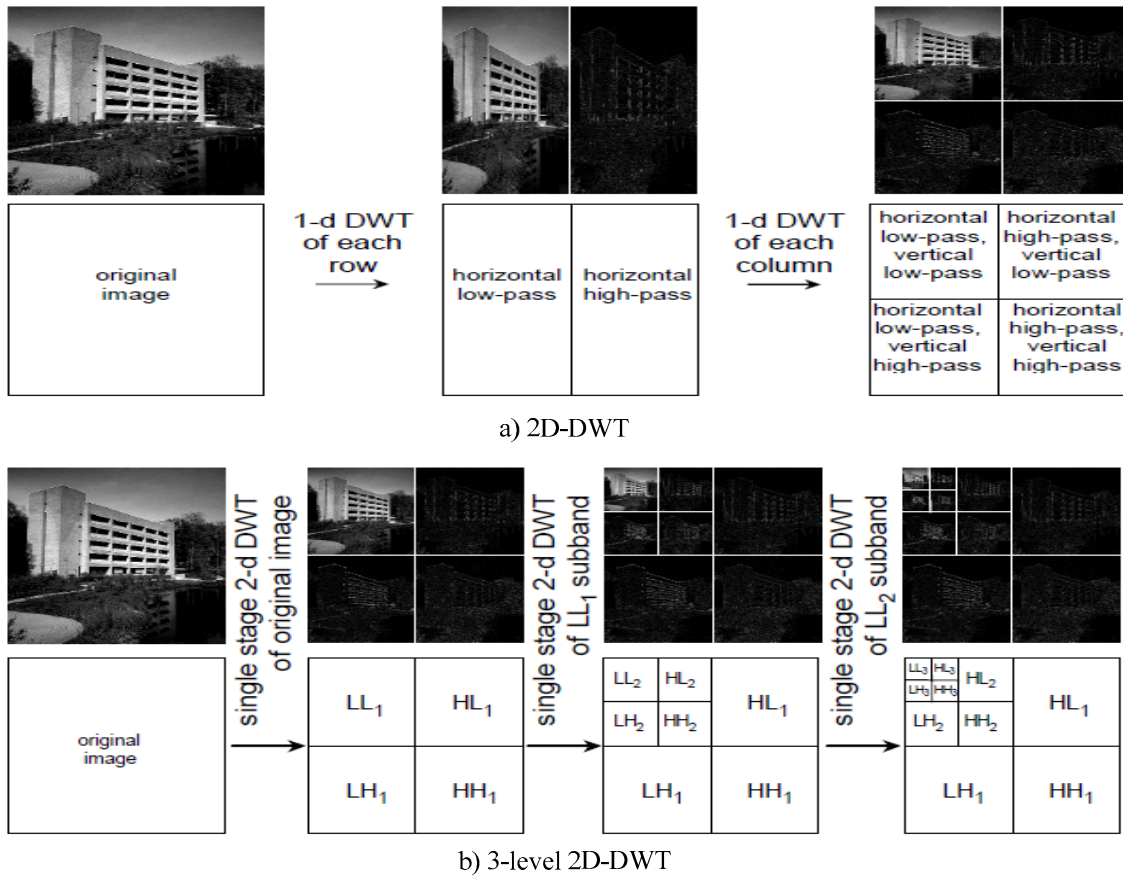 original
image
1-d DWT
of each
row
horizontal
low-pass
horizontal
high-pass
1-d DWT
of each
column
horizontal
low-pass,
vertical
low-pass
horizontal
high-pass,
vertical
low-pass
horizontal
low-pass,
vertical
high-pass
horizontal
high-pass,
vertical
high-pass
a) 2D-DWT
original
image
single stage 2-d DWT
of original image
LL₁
HL₁
LH₁
HH₁
single stage 2-d DWT
of LL₁ subband
LL₂
HL₂
LH₂
HH₂
HL₁
LH₁
HH₁
single stage 2-d DWT
of LL₂ subband
LL₃
HL₃
LH₃
HH₃
HL₂
LH₂
HH₂
HL₁
LH₁
HH₁
b) 3-level 2D-DWT